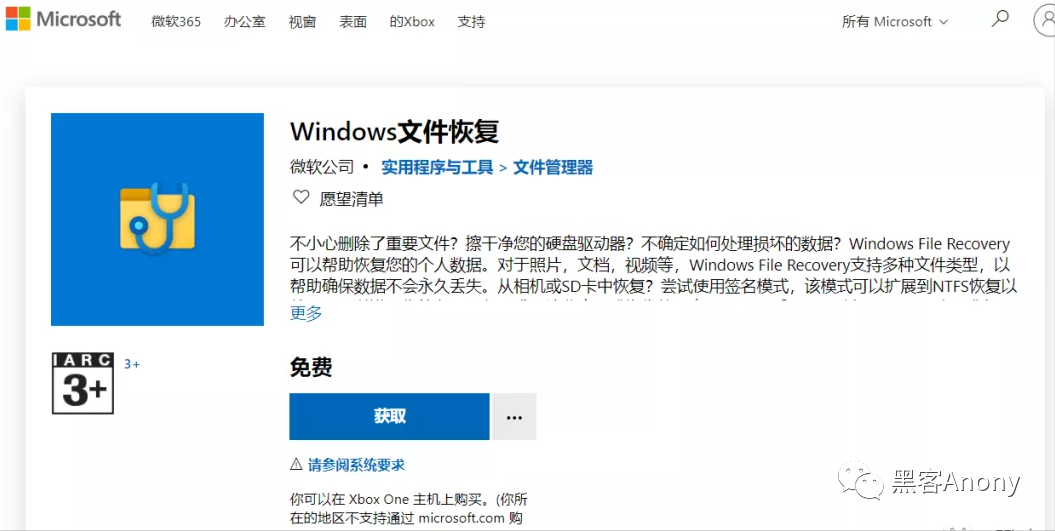 Microsoft
微软365
办公室
视窗
表面
的Xbox
支持
所有 Microsoft
Windows文件恢复
微软公司 • 实用程序与工具 > 文件管理器
愿望清单
不小心删除了重要文件？擦干净您的硬盘驱动器？不确定如何处理损坏的数据？Windows File Recovery
可以帮助恢复您的个人数据。对于照片，文档，视频等，Windows File Recovery支持多种文件类型，以
帮助确保数据不会永久丢失。从相机或SD卡中恢复？尝试使用签名模式，该模式可以扩展到NTFS恢复以
更多
IARC
3+
3+
免费
获取
...
请参阅系统要求
你可以在 Xbox One 主机上购买。(你所
在的地区不支持通过 microsoft.com 购
黑客Anony